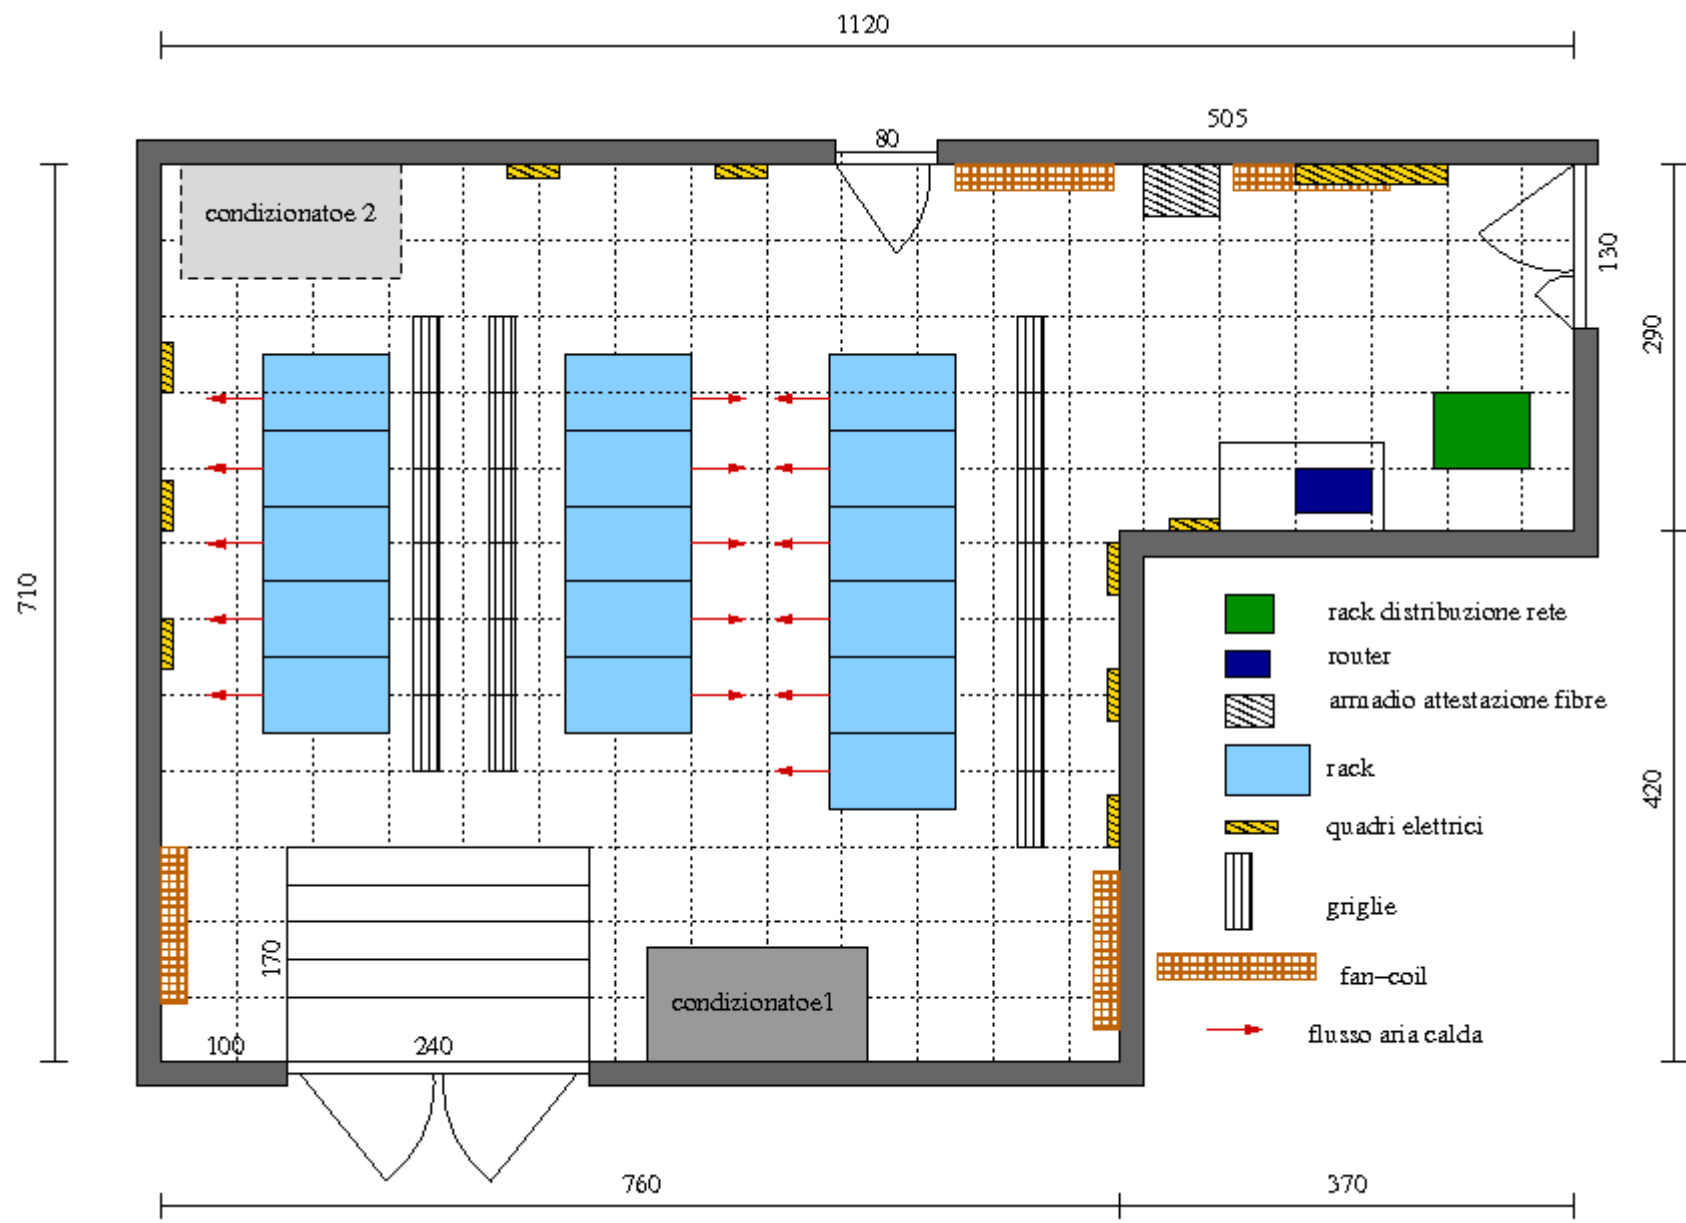 1120
505
80
condizionatoe 2
130
290
710
rack distribuzione rete
router
armadio attestazione fibre
rack
420
quadri elettrici
griglie
170
fan-coil
condizionatoe1
flusso aria calda
100
240
760
370